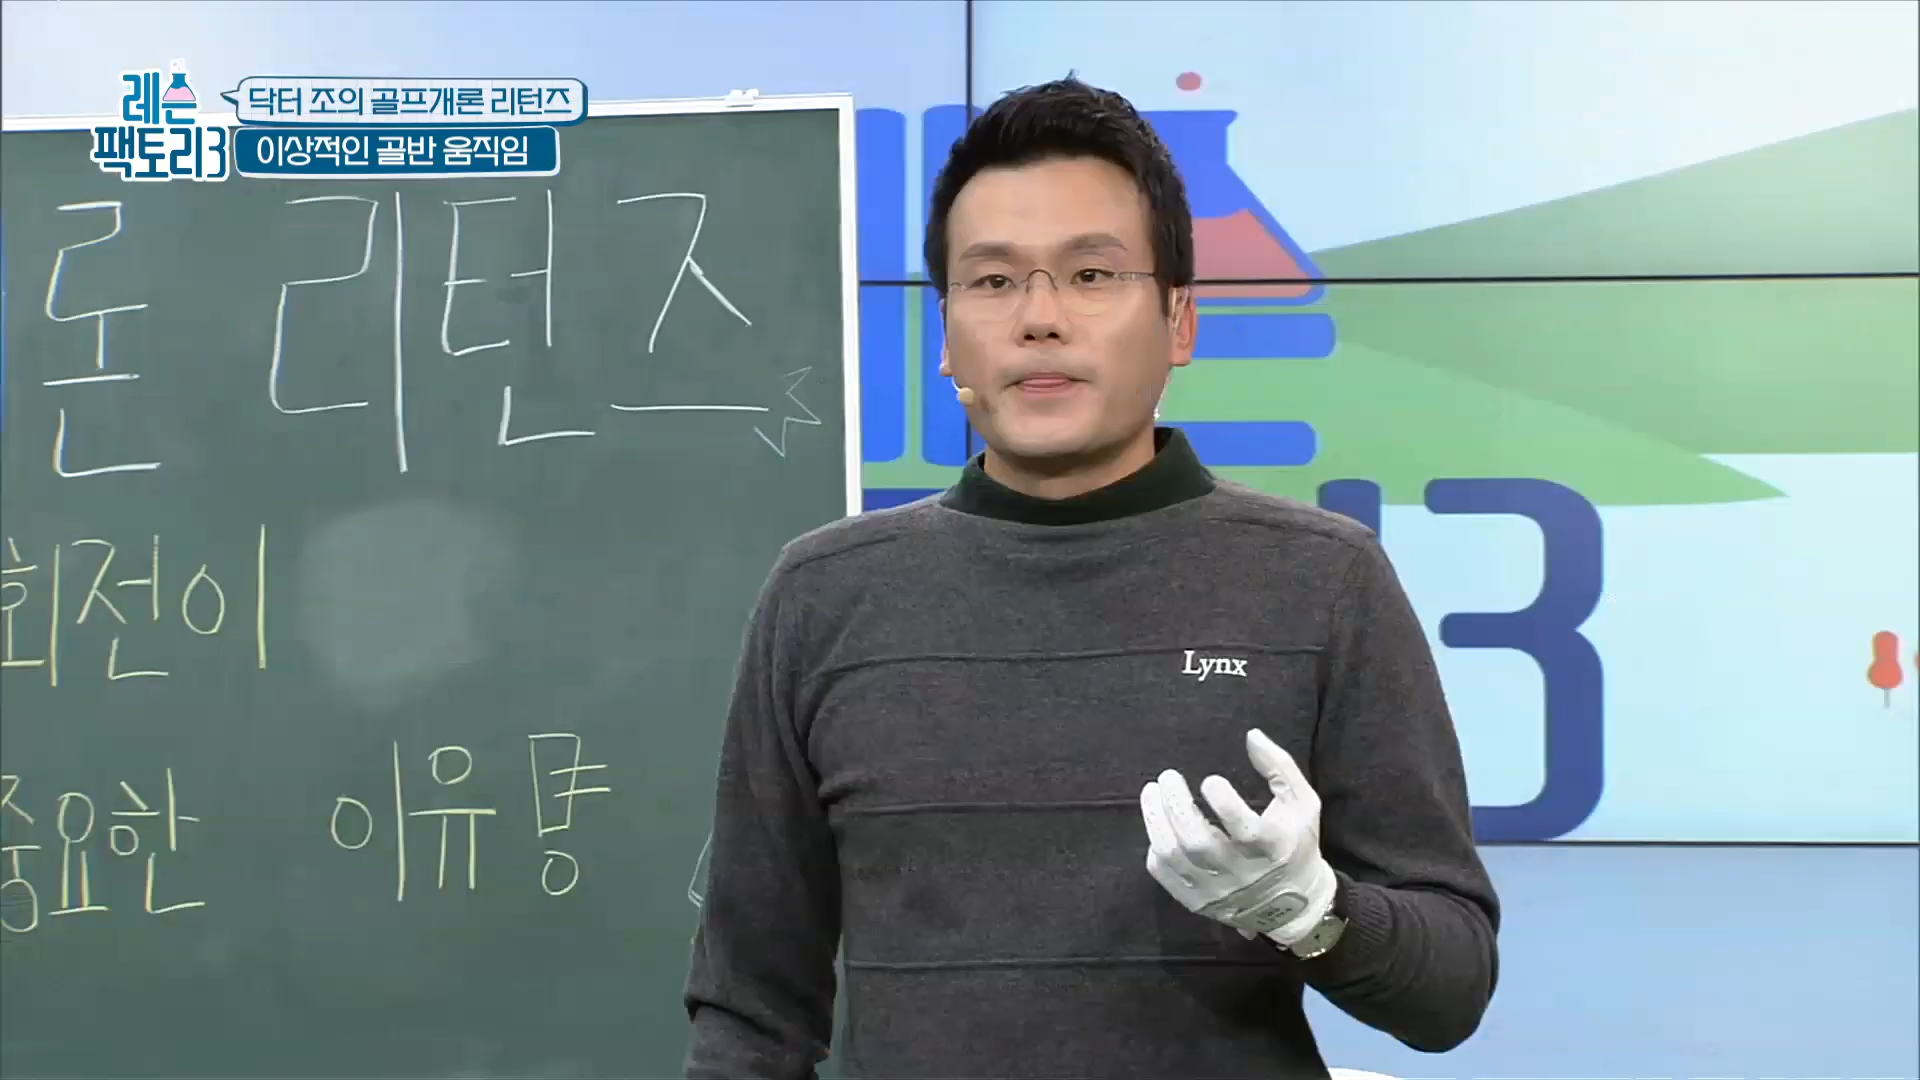 레슨
팩토리3
닥터 조의 골프개론 리턴즈
이상적인 골반 움직임
론 리턴즈
회전이
중요한 이유
Lynx
3